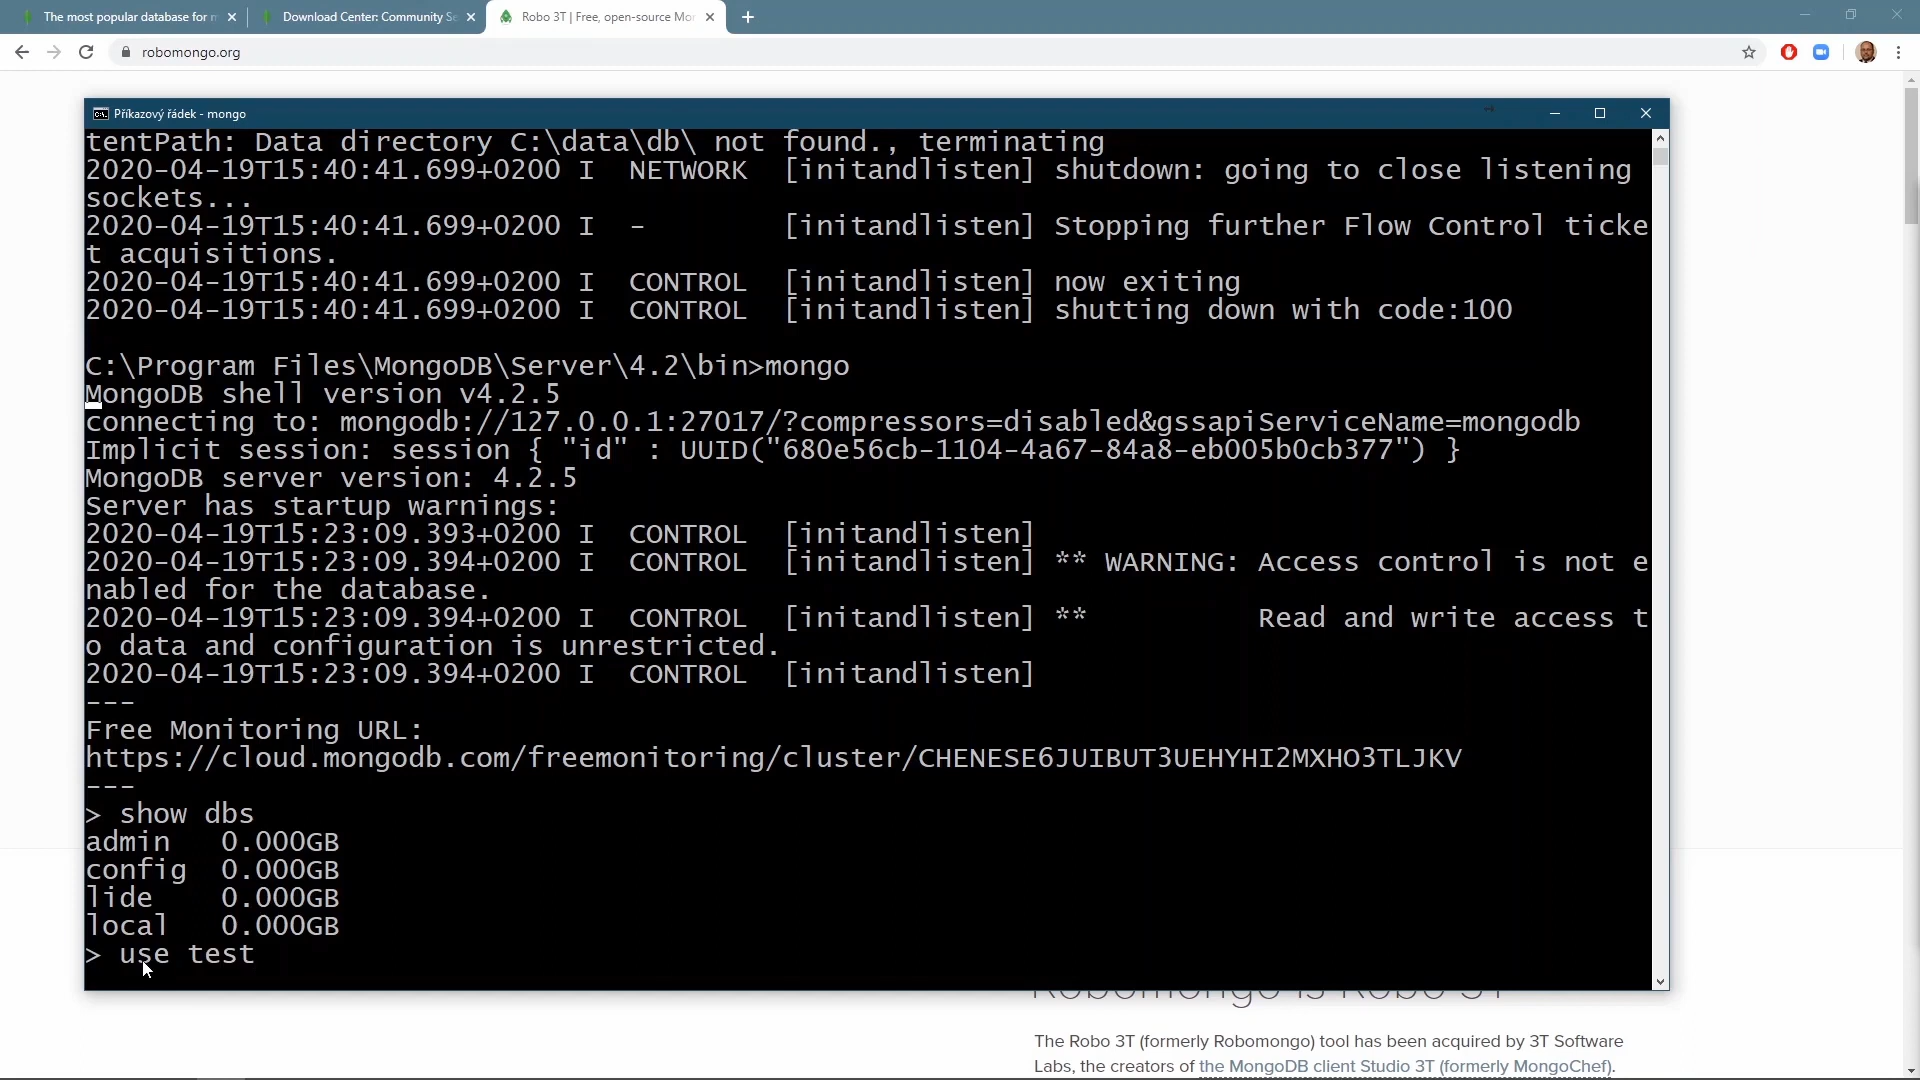 The most popular database for m
Download Center: Community Se
Robo 3T | Free, open-source Mon
robomongo.org
Příkazový řádek - mongo
tentPath: Data directory C:\data\db\ not found., terminating
2020-04-19T15:40:41.699+0200 I  NETWORK  [initandlisten] shutdown: going to close listening
sockets...
2020-04-19T15:40:41.699+0200 I  -        [initandlisten] Stopping further Flow Control ticke
t acquisitions.
2020-04-19T15:40:41.699+0200 I  CONTROL  [initandlisten] now exiting
2020-04-19T15:40:41.699+0200 I  CONTROL  [initandlisten] shutting down with code:100
C:\Program Files\MongoDB\Server\4.2\bin>mongo
MongoDB shell version v4.2.5
connecting to: mongodb://127.0.0.1:27017/?compressors=disabled&gssapiServiceName=mongodb
Implicit session: session { "id" : UUID("680e56cb-1104-4a67-84a8-eb005b0cb377") }
MongoDB server version: 4.2.5
Server has startup warnings:
2020-04-19T15:23:09.393+0200 I  CONTROL  [initandlisten]
2020-04-19T15:23:09.394+0200 I  CONTROL  [initandlisten] ** WARNING: Access control is not e
nabled for the database.
2020-04-19T15:23:09.394+0200 I  CONTROL  [initandlisten] **          Read and write access t
o data and configuration is unrestricted.
2020-04-19T15:23:09.394+0200 I  CONTROL  [initandlisten]
---
Free Monitoring URL:
https://cloud.mongodb.com/freemonitoring/cluster/CHENESE6JUIBUT3UEHYHI2MXHO3TLJKV
---
> show dbs
admin   0.000GB
config  0.000GB
lide    0.000GB
local   0.000GB
> use test
Robomongo is Robo 3T
The Robo 3T (formerly Robomongo) tool has been acquired by 3T Software
Labs, the creators of the MongoDB client Studio 3T (formerly MongoChef).